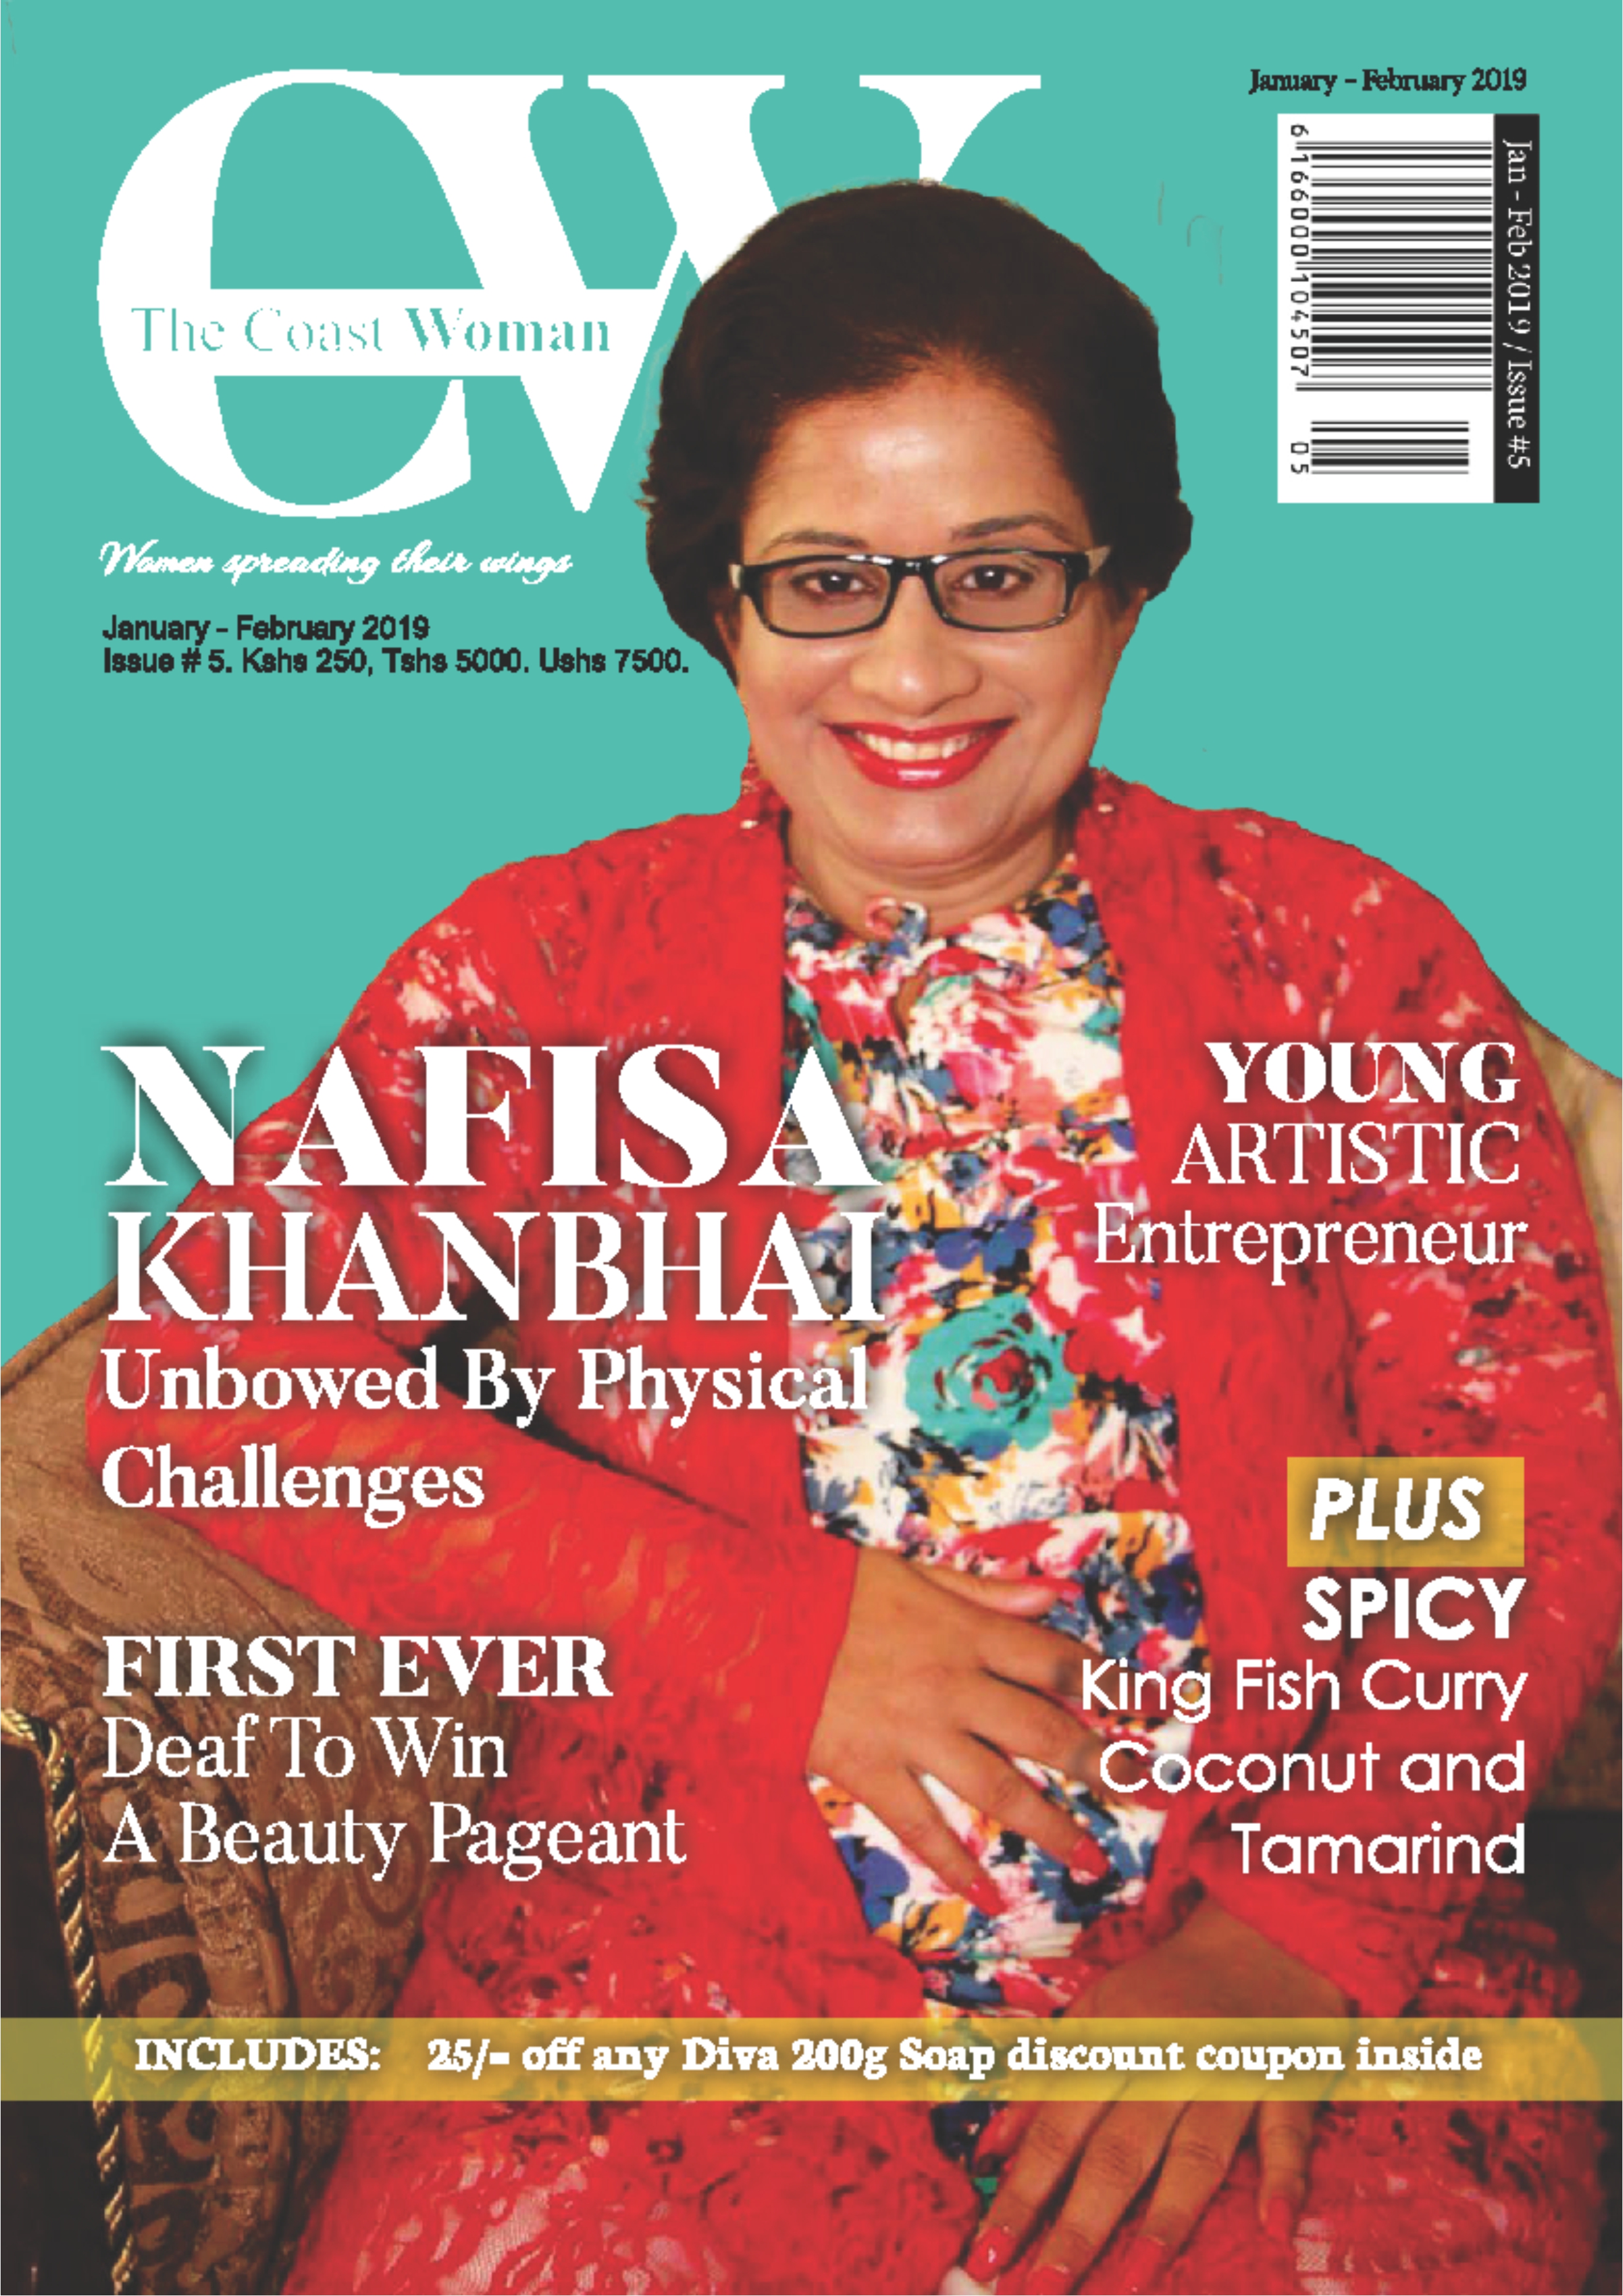 January - February 2019
CW
The Coast Woman
Women spreading their wings
January - February 2019
Issue # 5. Kshs 250, Tshs 5000. Ushs 7500.
6 166000 104507
05
Jan - Feb 2019 / Issue #5
NAFISA
KHANBHAI
Unbowed By Physical
Challenges
YOUNG
ARTISTIC
Entrepreneur
FIRST EVER
Deaf To Win
A Beauty Pageant
PLUS
SPICY
King Fish Curry
Coconut and
Tamarind
INCLUDES: 25/- off any Diva 200g Soap discount coupon inside